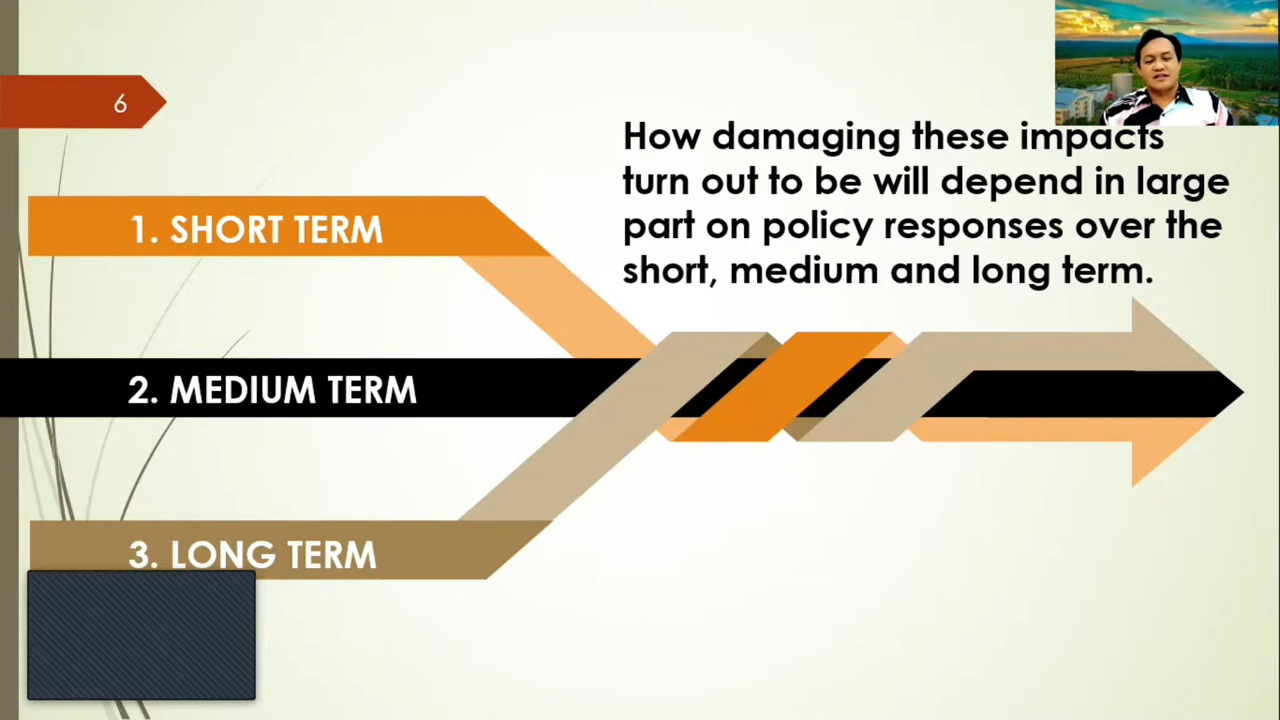 6
How damaging these impacts
turn out to be will depend in large
part on policy responses over the
short, medium and long term.
1. SHORT TERM
2. MEDIUM TERM
3. LONG TERM